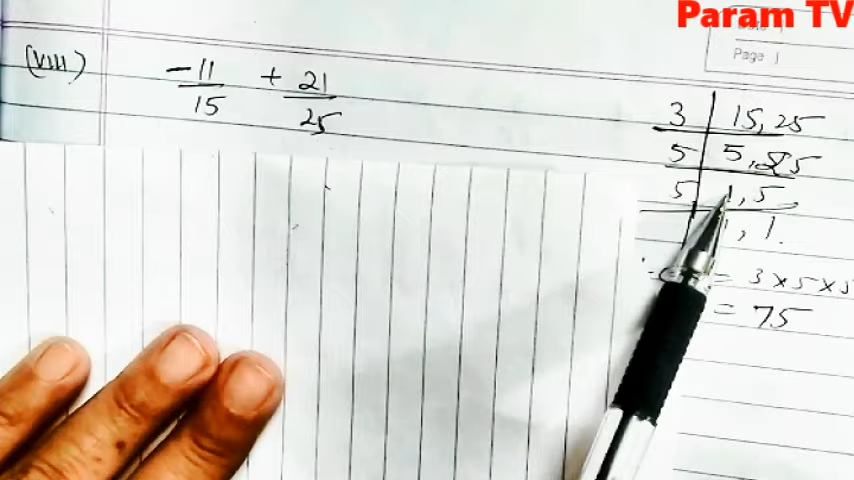 Param TV
Page
(VIII) -11/15 + 21/25
3 | 15, 25
5 | 5, 25
5 | 1, 5
1, 1
= 3 × 5 × 5
= 75